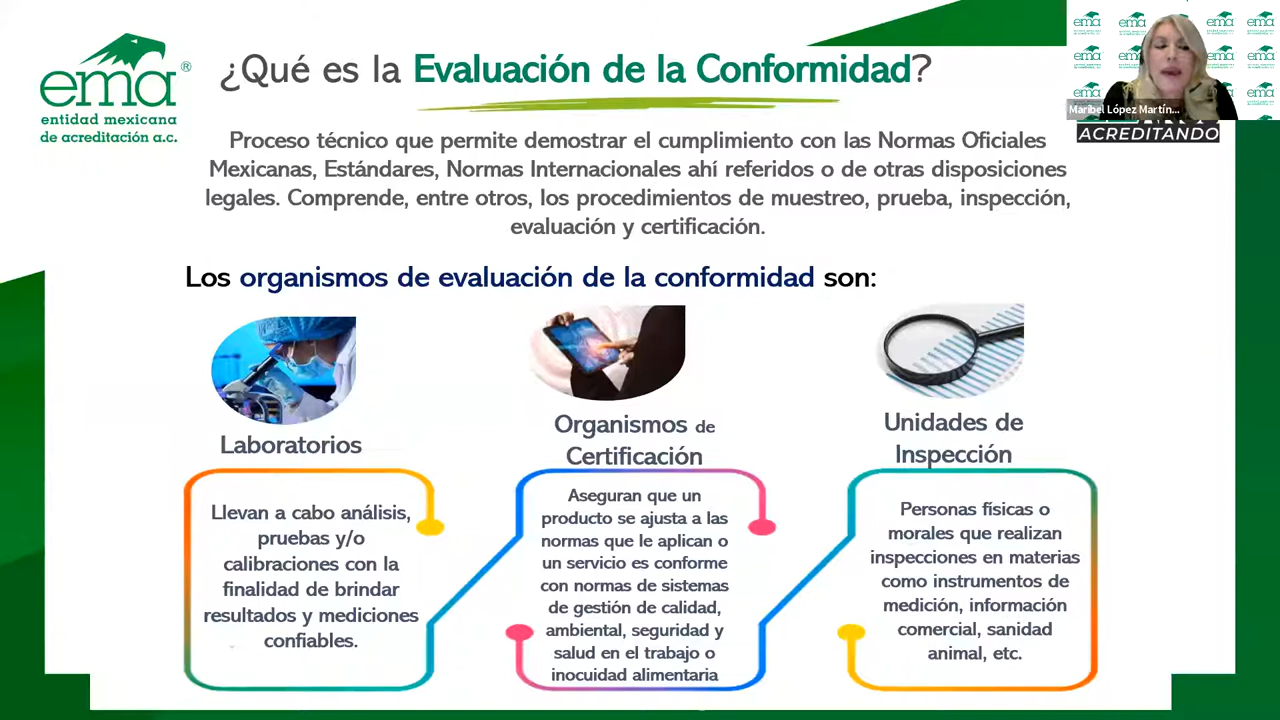 ema®
entidad mexicana
de acreditación a.c.
¿Qué es la Evaluación de la Conformidad?
Maribel López Martín...
ACREDITANDO
Proceso técnico que permite demostrar el cumplimiento con las Normas Oficiales
Mexicanas, Estándares, Normas Internacionales ahí referidos o de otras disposiciones
legales. Comprende, entre otros, los procedimientos de muestreo, prueba, inspección,
evaluación y certificación.
Los organismos de evaluación de la conformidad son:
Laboratorios
Llevan a cabo análisis,
pruebas y/o
calibraciones con la
finalidad de brindar
resultados y mediciones
confiables.
Organismos de
Certificación
Aseguran que un
producto se ajusta a las
normas que le aplican o
un servicio es conforme
con normas de sistemas
de gestión de calidad,
ambiental, seguridad y
salud en el trabajo o
inocuidad alimentaria
Unidades de
Inspección
Personas físicas o
morales que realizan
inspecciones en materias
como instrumentos de
medición, información
comercial, sanidad
animal, etc.